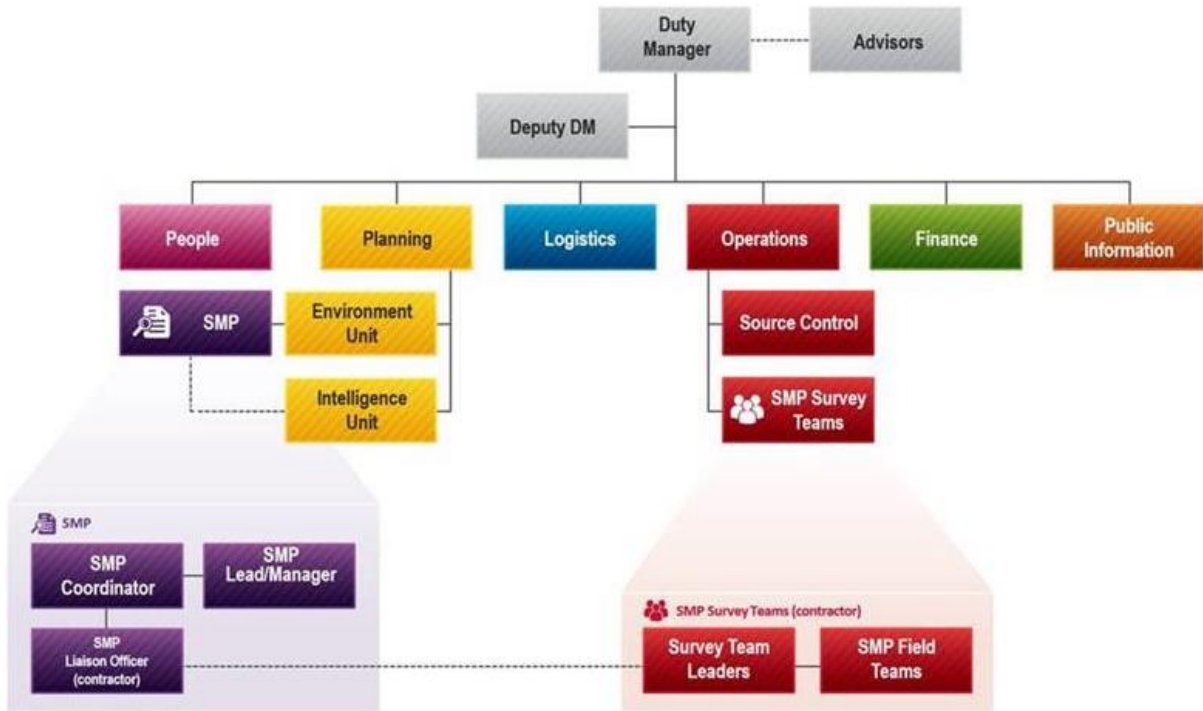 Duty
Manager
Advisors
Deputy DM
People
Planning
Logistics
Operations
Finance
Public
Information
SMP
Environment
Unit
Source Control
Intelligence
Unit
SMP Survey
Teams
SMP
SMP
Coordinator
SMP
Lead/Manager
SMP
Liaison Officer
(contractor)
SMP Survey Teams (contractor)
Survey Team
Leaders
SMP Field
Teams